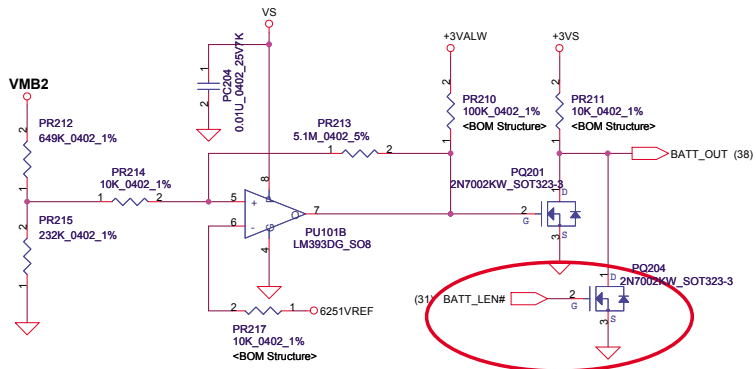 VS
+3VALW
+3VS
VMB2
1
2
PC204
0.01U_0402_25V7K
PR212
649K_0402_1%
2
1
PR213
5.1M_0402_5%
1
2
PR210
100K_0402_1%
<BOM Structure>
2
1
PR211
10K_0402_1%
<BOM Structure>
2
1
BATT_OUT (38)
PR214
10K_0402_1%
1
2
PQ201
2N7002KW_SOT323-3
1
D
2
G
3
S
8
5
+
P
O
7
6
-
G
4
PU101B
LM393DG_SO8
PR215
232K_0402_1%
2
1
PQ204
2N7002KW_SOT323-3
1
D
(31) BATT_LEN#
2
G
3
S
2
1
6251VREF
PR217
10K_0402_1%
<BOM Structure>